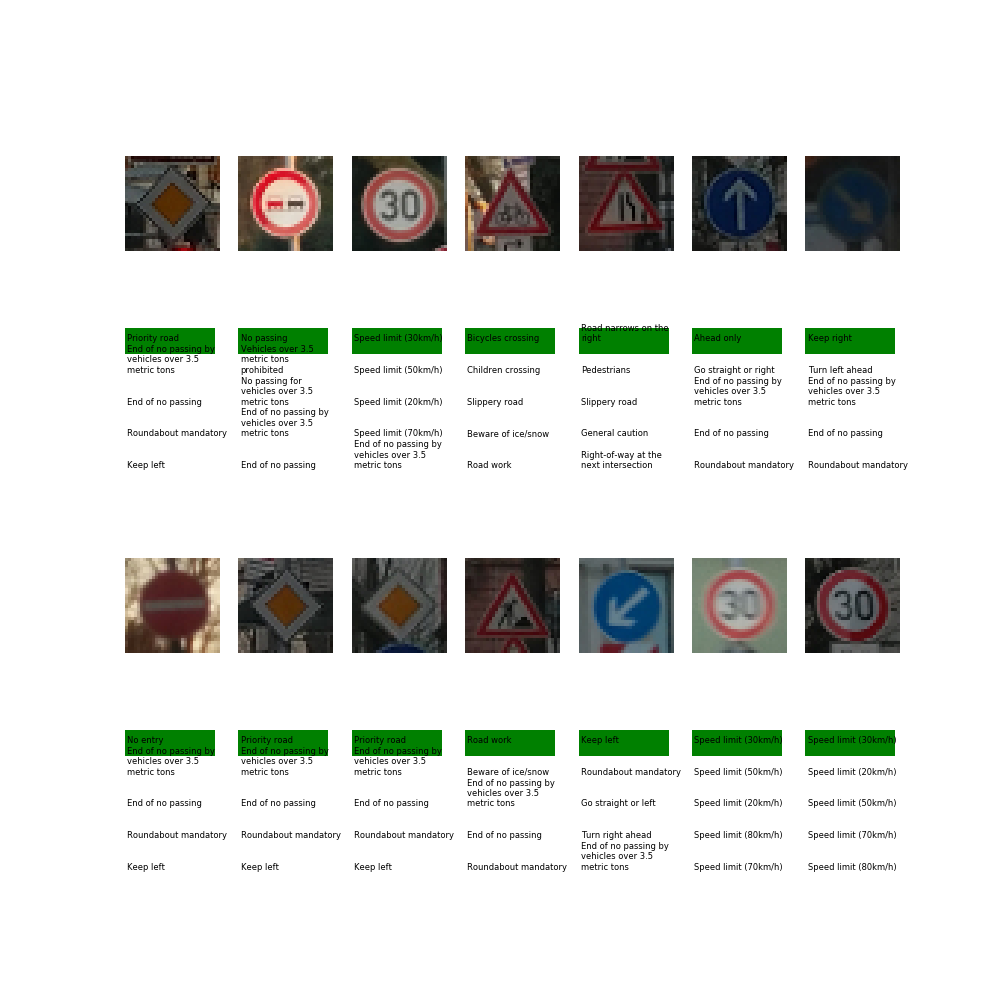 30
Priority road
End of no passing by
vehicles over 3.5
metric tons
End of no passing
Roundabout mandatory
Keep left
No passing
Vehicles over 3.5
metric tons
prohibited
No passing for
vehicles over 3.5
metric tons
End of no passing by
vehicles over 3.5
metric tons
End of no passing
Speed limit (30km/h)
Speed limit (50km/h)
Speed limit (20km/h)
Speed limit (70km/h)
End of no passing by
vehicles over 3.5
metric tons
Bicycles crossing
Children crossing
Slippery road
Beware of ice/snow
Road work
Road narrows on the
right
Pedestrians
Slippery road
General caution
Right-of-way at the
next intersection
Ahead only
Go straight or right
End of no passing by
vehicles over 3.5
metric tons
End of no passing
Roundabout mandatory
Keep right
Turn left ahead
End of no passing by
vehicles over 3.5
metric tons
End of no passing
Roundabout mandatory
30
30
No entry
End of no passing by
vehicles over 3.5
metric tons
End of no passing
Roundabout mandatory
Keep left
Priority road
End of no passing by
vehicles over 3.5
metric tons
End of no passing
Roundabout mandatory
Keep left
Priority road
End of no passing by
vehicles over 3.5
metric tons
End of no passing
Roundabout mandatory
Keep left
Road work
Beware of ice/snow
End of no passing by
vehicles over 3.5
metric tons
End of no passing
Roundabout mandatory
Keep left
Roundabout mandatory
Go straight or left
Turn right ahead
End of no passing by
vehicles over 3.5
metric tons
Speed limit (30km/h)
Speed limit (50km/h)
Speed limit (20km/h)
Speed limit (80km/h)
Speed limit (70km/h)
Speed limit (30km/h)
Speed limit (20km/h)
Speed limit (50km/h)
Speed limit (70km/h)
Speed limit (80km/h)